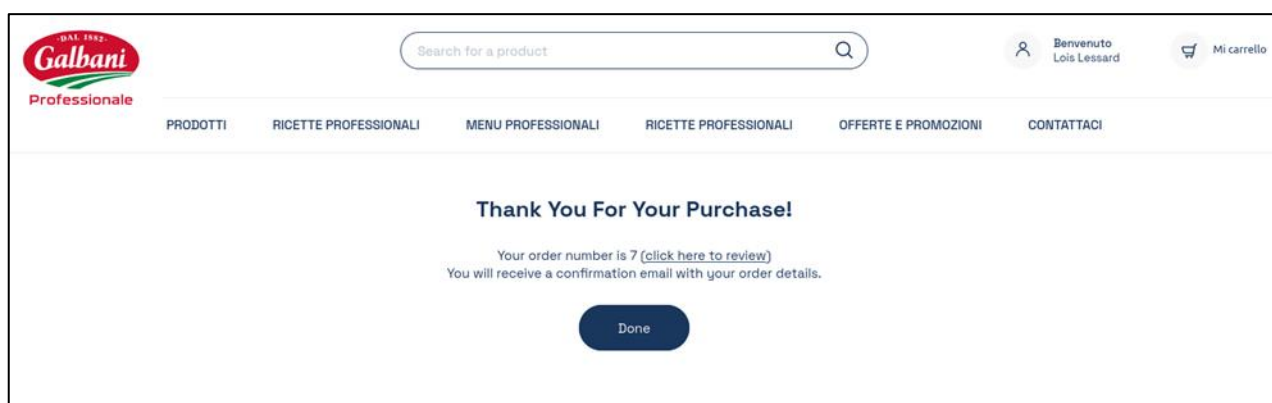 ·DAL 1882·
Galbani
Professionale
Search for a product
Benvenuto
Lois Lessard
Mi carrello
PRODOTTI
RICETTE PROFESSIONALI
MENU PROFESSIONALI
RICETTE PROFESSIONALI
OFFERTE E PROMOZIONI
CONTATTACI
Thank You For Your Purchase!
Your order number is 7 (click here to review)
You will receive a confirmation email with your order details.
Done